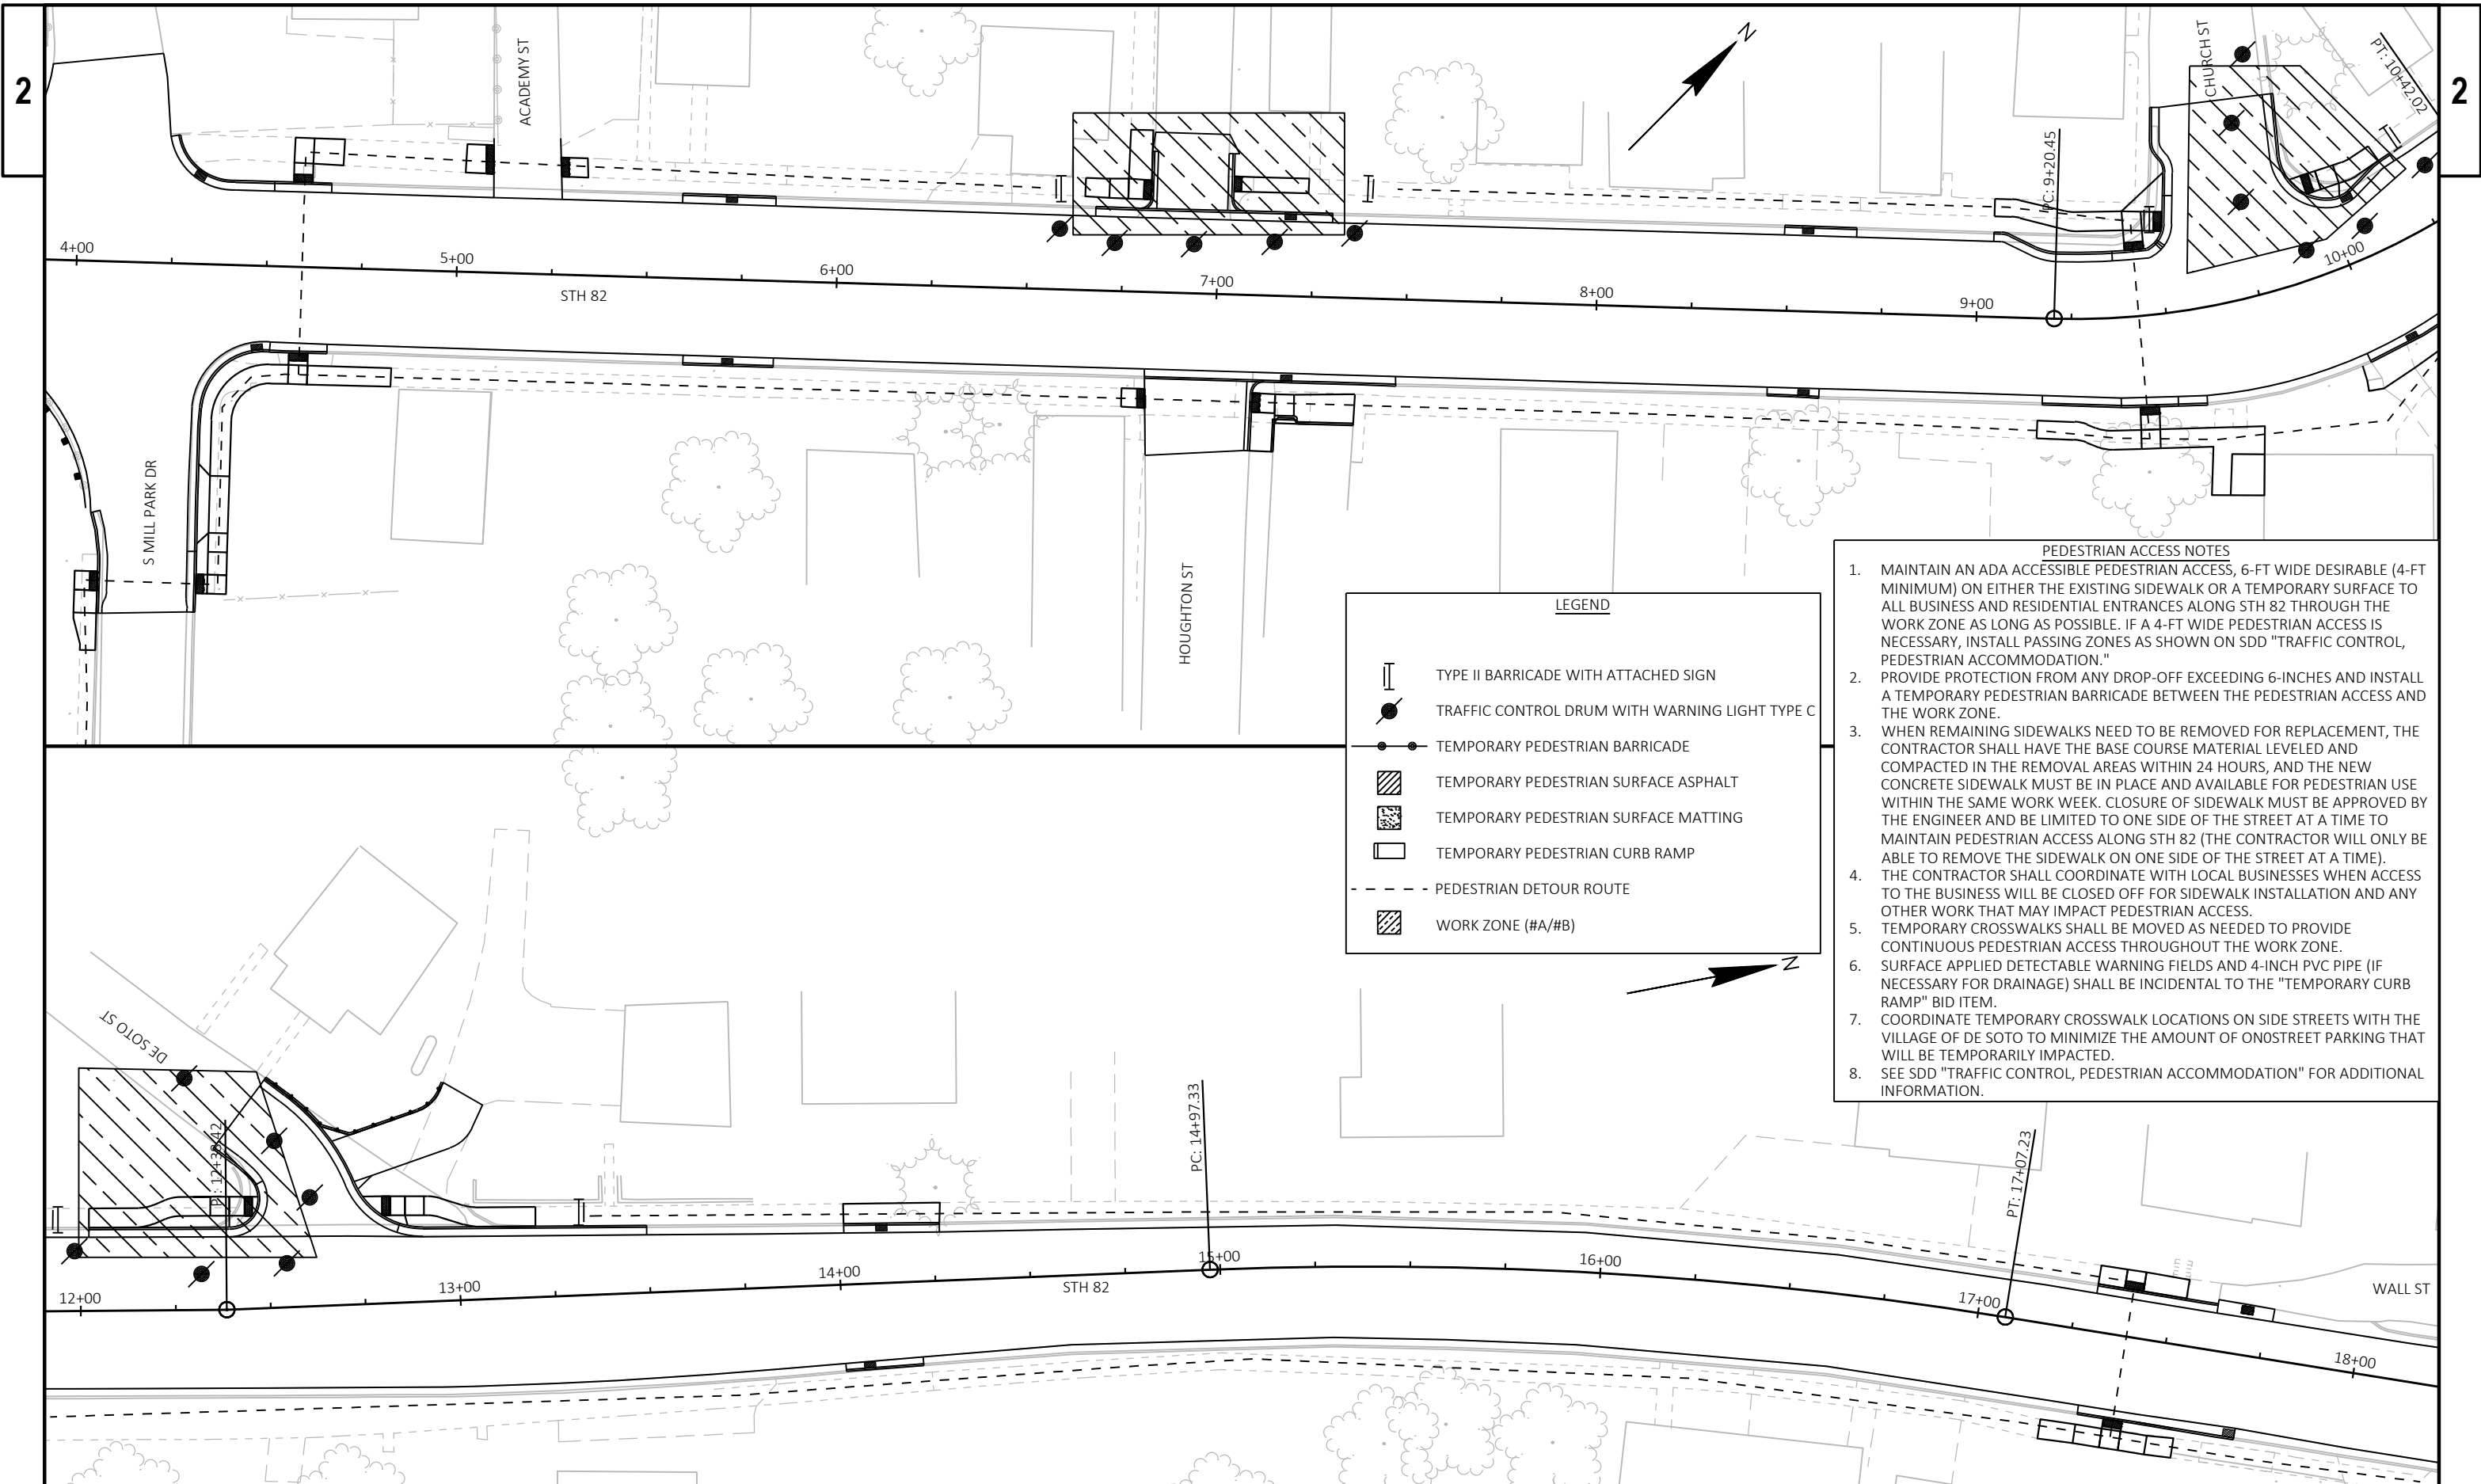 2
2
ACADEMY ST
N
CHURCH ST
PT: 10+42.02
PC: 9+20.45
4+00
5+00
6+00
7+00
8+00
9+00
10+00
STH 82
S MILL PARK DR
HOUGHTON ST
LEGEND
TYPE II BARRICADE WITH ATTACHED SIGN
TRAFFIC CONTROL DRUM WITH WARNING LIGHT TYPE C
TEMPORARY PEDESTRIAN BARRICADE
TEMPORARY PEDESTRIAN SURFACE ASPHALT
TEMPORARY PEDESTRIAN SURFACE MATTING
TEMPORARY PEDESTRIAN CURB RAMP
PEDESTRIAN DETOUR ROUTE
WORK ZONE (#A/#B)
PEDESTRIAN ACCESS NOTES
1. MAINTAIN AN ADA ACCESSIBLE PEDESTRIAN ACCESS, 6-FT WIDE DESIRABLE (4-FT
MINIMUM) ON EITHER THE EXISTING SIDEWALK OR A TEMPORARY SURFACE TO
ALL BUSINESS AND RESIDENTIAL ENTRANCES ALONG STH 82 THROUGH THE
WORK ZONE AS LONG AS POSSIBLE. IF A 4-FT WIDE PEDESTRIAN ACCESS IS
NECESSARY, INSTALL PASSING ZONES AS SHOWN ON SDD "TRAFFIC CONTROL,
PEDESTRIAN ACCOMMODATION."
2. PROVIDE PROTECTION FROM ANY DROP-OFF EXCEEDING 6-INCHES AND INSTALL
A TEMPORARY PEDESTRIAN BARRICADE BETWEEN THE PEDESTRIAN ACCESS AND
THE WORK ZONE.
3. WHEN REMAINING SIDEWALKS NEED TO BE REMOVED FOR REPLACEMENT, THE
CONTRACTOR SHALL HAVE THE BASE COURSE MATERIAL LEVELED AND
COMPACTED IN THE REMOVAL AREAS WITHIN 24 HOURS, AND THE NEW
CONCRETE SIDEWALK MUST BE IN PLACE AND AVAILABLE FOR PEDESTRIAN USE
WITHIN THE SAME WORK WEEK. CLOSURE OF SIDEWALK MUST BE APPROVED BY
THE ENGINEER AND BE LIMITED TO ONE SIDE OF THE STREET AT A TIME TO
MAINTAIN PEDESTRIAN ACCESS ALONG STH 82 (THE CONTRACTOR WILL ONLY BE
ABLE TO REMOVE THE SIDEWALK ON ONE SIDE OF THE STREET AT A TIME).
4. THE CONTRACTOR SHALL COORDINATE WITH LOCAL BUSINESSES WHEN ACCESS
TO THE BUSINESS WILL BE CLOSED OFF FOR SIDEWALK INSTALLATION AND ANY
OTHER WORK THAT MAY IMPACT PEDESTRIAN ACCESS.
5. TEMPORARY CROSSWALKS SHALL BE MOVED AS NEEDED TO PROVIDE
CONTINUOUS PEDESTRIAN ACCESS THROUGHOUT THE WORK ZONE.
6. SURFACE APPLIED DETECTABLE WARNING FIELDS AND 4-INCH PVC PIPE (IF
NECESSARY FOR DRAINAGE) SHALL BE INCIDENTAL TO THE "TEMPORARY CURB
RAMP" BID ITEM.
7. COORDINATE TEMPORARY CROSSWALK LOCATIONS ON SIDE STREETS WITH THE
VILLAGE OF DE SOTO TO MINIMIZE THE AMOUNT OF ON0STREET PARKING THAT
WILL BE TEMPORARILY IMPACTED.
8. SEE SDD "TRAFFIC CONTROL, PEDESTRIAN ACCOMMODATION" FOR ADDITIONAL
INFORMATION.
N
DE SOTO ST
PC: 14+97.33
PT: 17+07.23
12+00
13+00
14+00
15+00
16+00
17+00
18+00
STH 82
WALL ST